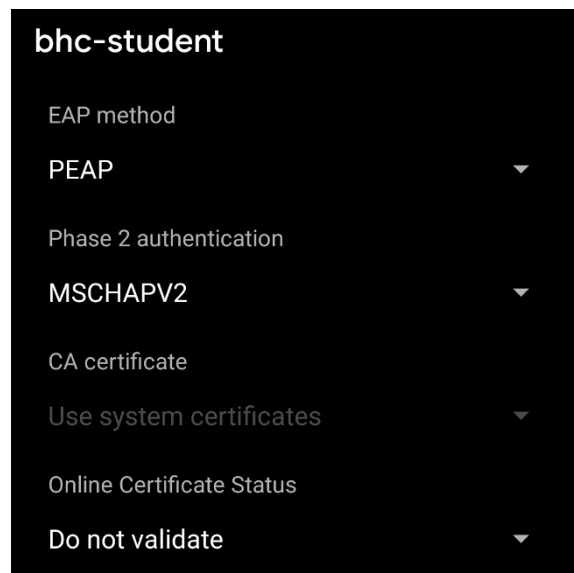 bhc-student
EAP method
PEAP
Phase 2 authentication
MSCHAPV2
CA certificate
Use system certificates
Online Certificate Status
Do not validate